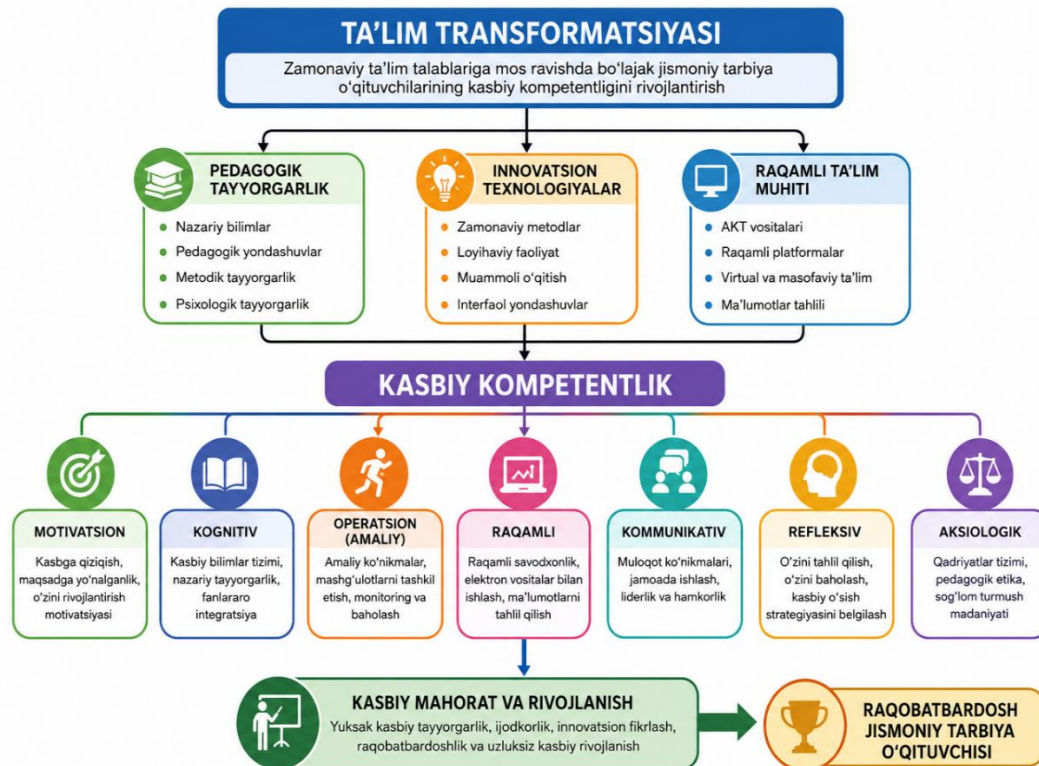 TA’LIM TRANSFORMATSIYASI
Zamonaviy ta’lim talablariga mos ravishda bo‘lajak jismoniy tarbiya
o‘qituvchilarining kasbiy kompetentligini rivojlantirish
PEDAGOGIK
TAYYORGARLIK
• Nazariy bilimlar
• Pedagogik yondashuvlar
• Metodik tayyorgarlik
• Psixologik tayyorgarlik
INNOVATSION
TEXNOLOGIYALAR
• Zamonaviy metodlar
• Loyihaviy faoliyat
• Muammoli o‘qitish
• Interfaol yondashuvlar
RAQAMLI TA’LIM
MUHITI
• AKT vositalari
• Raqamli platformalar
• Virtual va masofaviy ta’lim
• Ma’lumotlar tahlili
KASBIY KOMPETENTLIK
MOTIVATSION
Kasbga qiziqish,
maqsadga yo‘nalganlik,
o‘zini rivojlantirish
motivatsiyasi
KOGNITIV
Kasbiy bilimlar tizimi,
nazariy tayyorgarlik,
fanlararo
integratsiya
OPERATSION
(AMALIY)
Amaliy ko‘nikmalar,
mashg‘ulotlarni tashkil
etish, monitoring va
baholash
RAQAMLI
Raqamli savodxonlik,
elektron vositalar bilan
ishlash, ma’lumotlarni
tahlil qilish
KOMMUNIKATIV
Muloqot ko‘nikmalari,
jamoada ishlash,
liderlik va hamkorlik
REFLEKSIV
O‘zini tahlil qilish,
o‘zini baholash,
kasbiy o‘sish
strategiyasini belgilash
AKSIOLOGIK
Qadriyatlar tizimi,
pedagogik etika,
sog‘lom turmush
madaniyati
KASBIY MAHORAT VA RIVOJLANISH
Yuksak kasbiy tayyorgarlik, ijodkorlik, innovatsion fikrlash,
raqobatbardoshlik va uzluksiz kasbiy rivojlanish
RAQOBATBARDOSH
JISMONIY TARBIYA
O‘QITUVCHISI